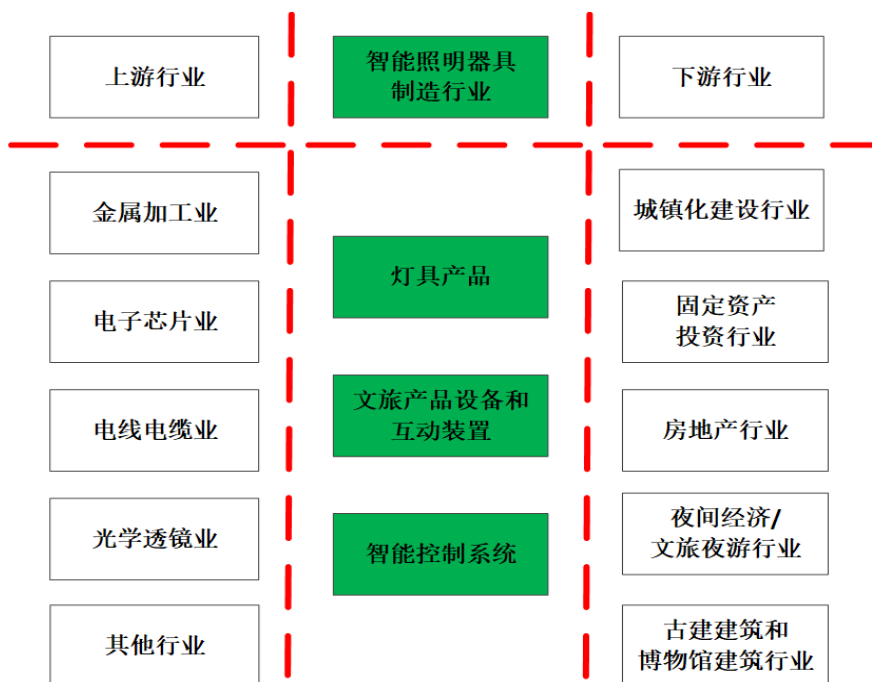 上游行业
智能照明器具
制造行业
下游行业
金属加工业
电子芯片业
电线电缆业
光学透镜业
其他行业
灯具产品
文旅产品设备和
互动装置
智能控制系统
城镇化建设行业
固定资产
投资行业
房地产行业
夜间经济/
文旅夜游行业
古建建筑和
博物馆建筑行业